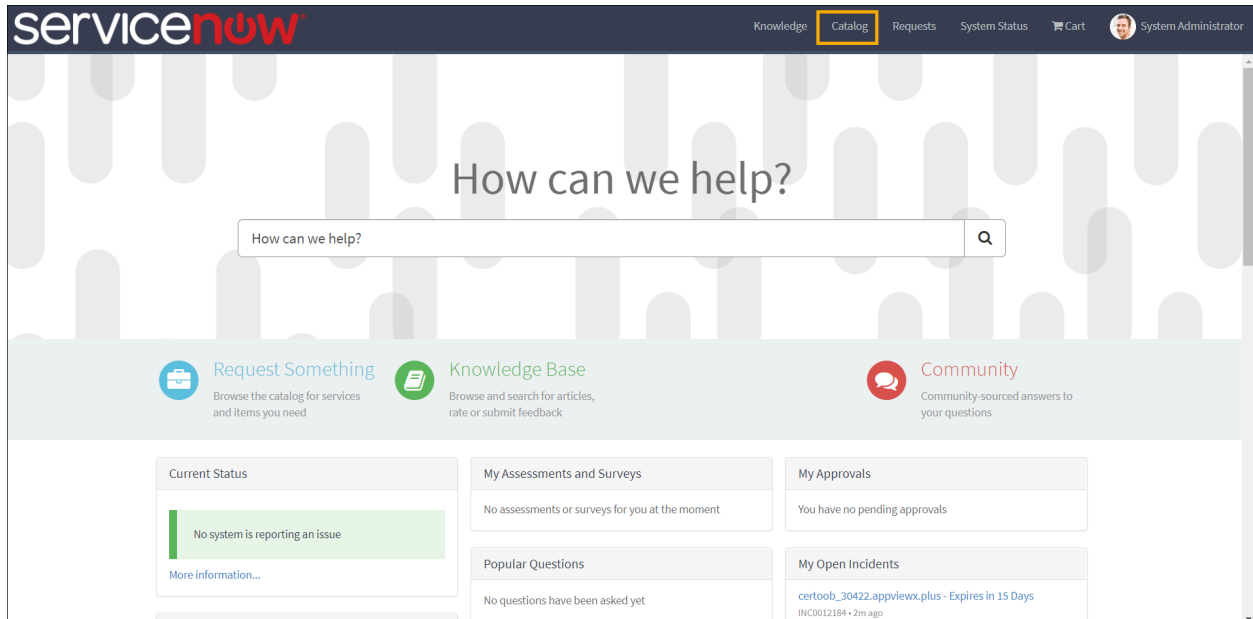 servicenow
Knowledge Catalog Requests System Status Cart System Administrator
How can we help?
How can we help?
Request Something
Browse the catalog for services
and items you need
Knowledge Base
Browse and search for articles,
rate or submit feedback
Community
Community-sourced answers to
your questions
Current Status
No system is reporting an issue
More information...
My Assessments and Surveys
No assessments or surveys for you at the moment
Popular Questions
No questions have been asked yet
My Approvals
You have no pending approvals
My Open Incidents
certoob_30422.appviewx.plus - Expires in 15 Days
INC0012184 • 2m ago